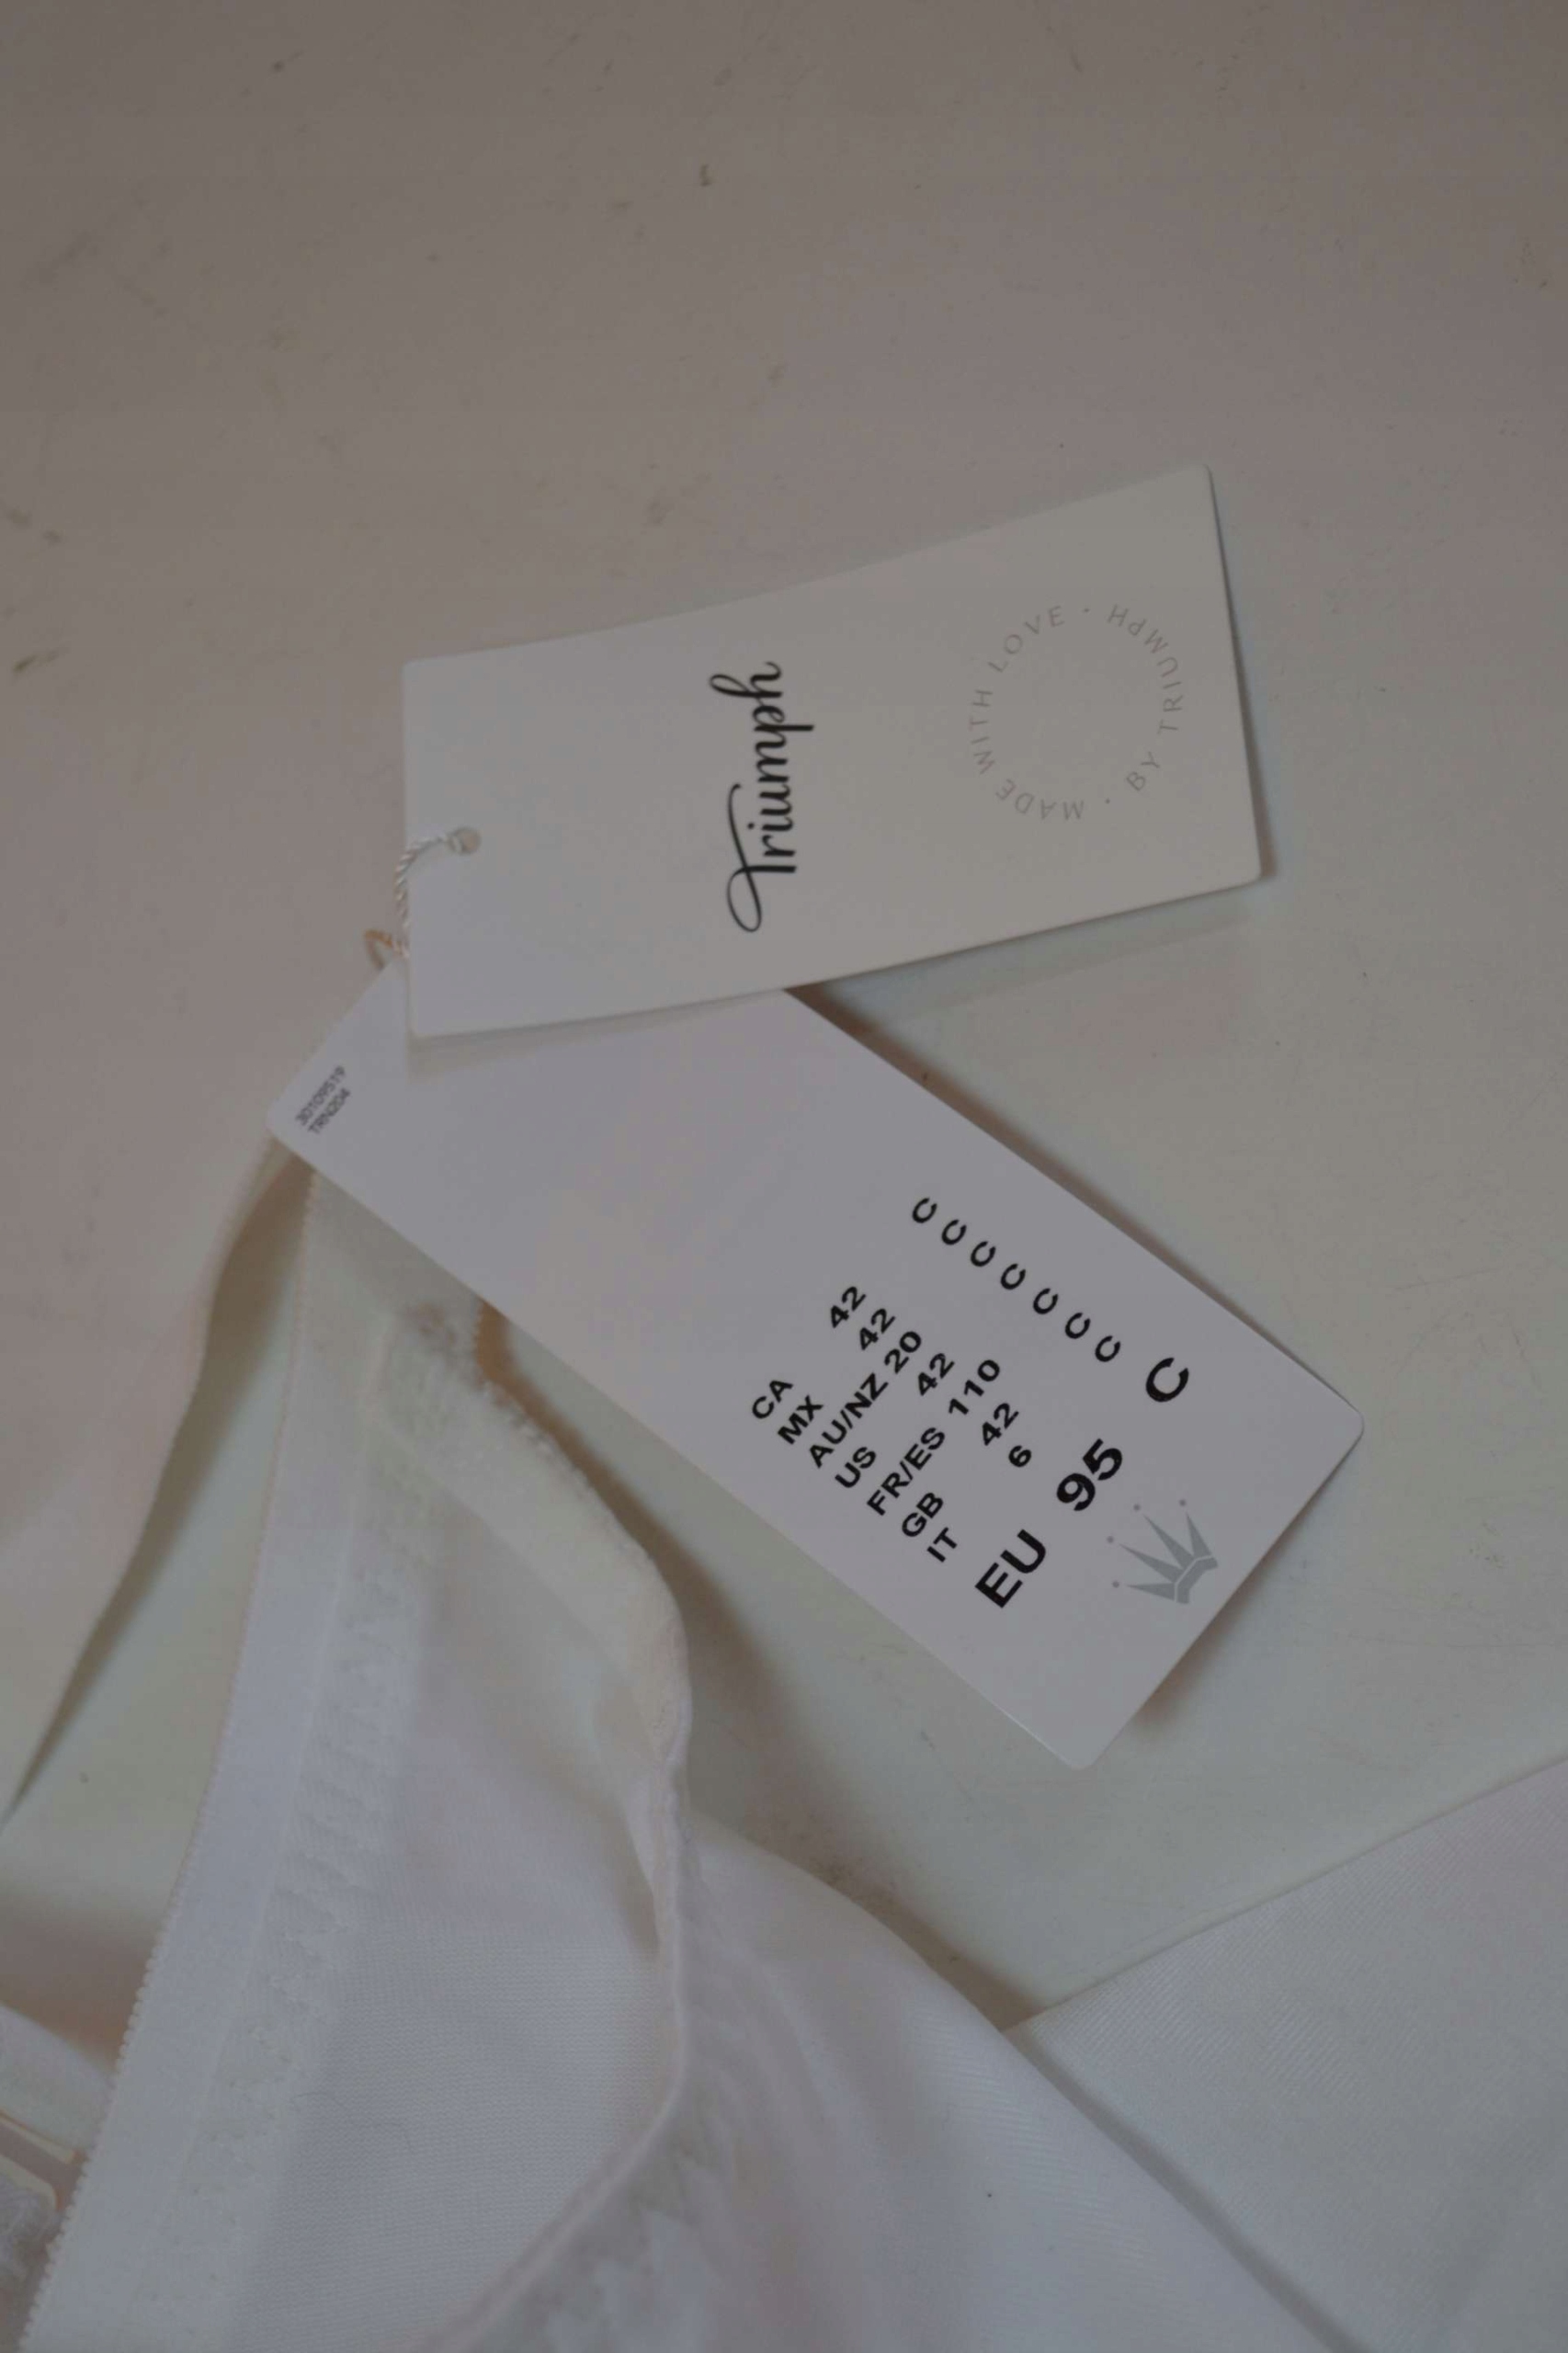 Triumph
MADE WITH LOVE · BY TRIUMPH ·
30109519
TRN204
CA 42 C
MX 42 C
AU/NZ 20 C
US 42 C
FR/ES 110 C
GB 42 C
IT 6 C
EU 95 C